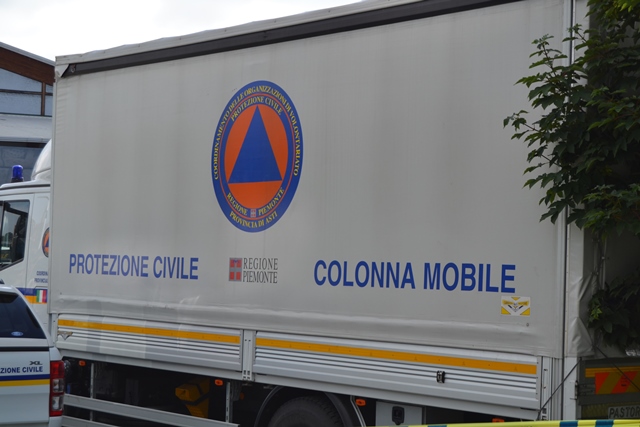 COORDINAMENTO DELLE ORGANIZZAZIONI DI VOLONTARIATO
PROTEZIONE CIVILE
REGIONE PIEMONTE
PROVINCIA DI ASTI
PROTEZIONE CIVILE
REGIONE
PIEMONTE
COLONNA MOBILE
ZIONE CIVILE
PASTOR